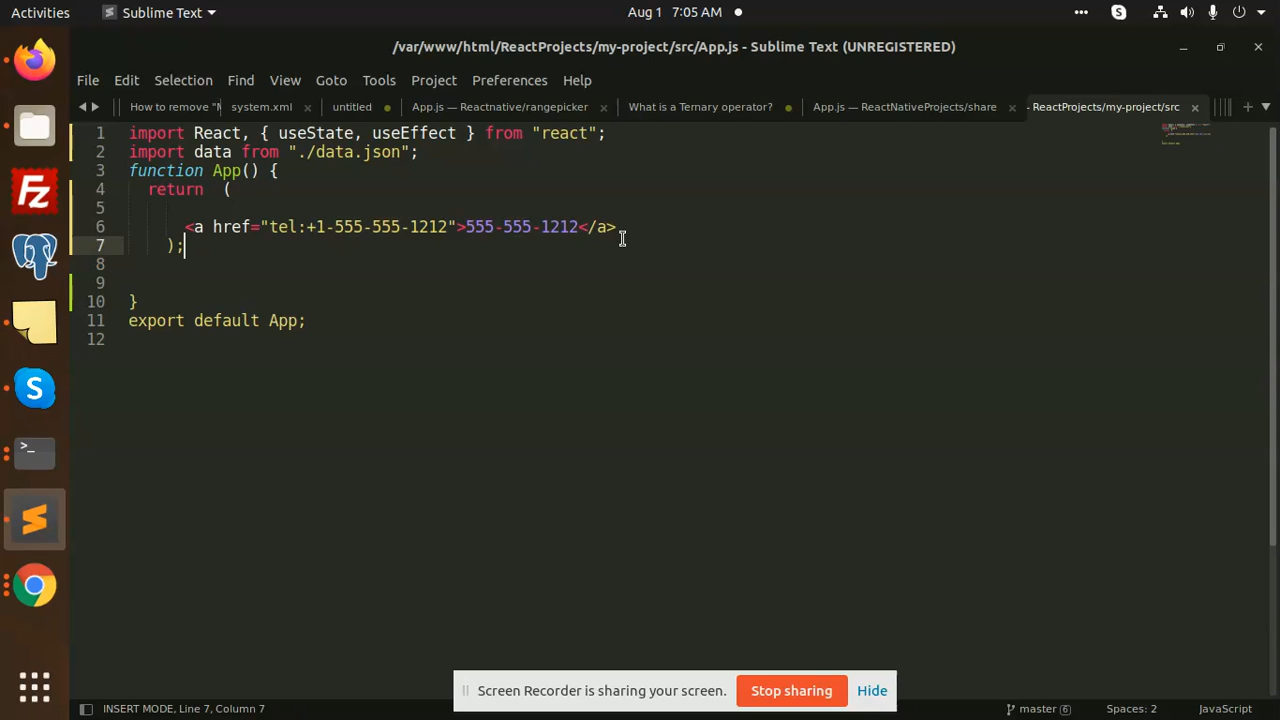 Activities
Sublime Text
Aug 1 7:05 AM
/var/www/html/ReactProjects/my-project/src/App.js - Sublime Text (UNREGISTERED)
File Edit Selection Find View Goto Tools Project Preferences Help
How to remove "N system.xml untitled App.js — Reactnative/rangepicker What is a Ternary operator? App.js — ReactNativeProjects/share - ReactProjects/my-project/src
1 import React, { useState, useEffect } from "react";
2 import data from "./data.json";
3 function App() {
4 return (
5
6 <a href="tel:+1-555-555-1212">555-555-1212</a>
7 );
8
9
10 }
11 export default App;
12
Screen Recorder is sharing your screen. Stop sharing Hide
INSERT MODE, Line 7, Column 7 master 6 Spaces: 2 JavaScript